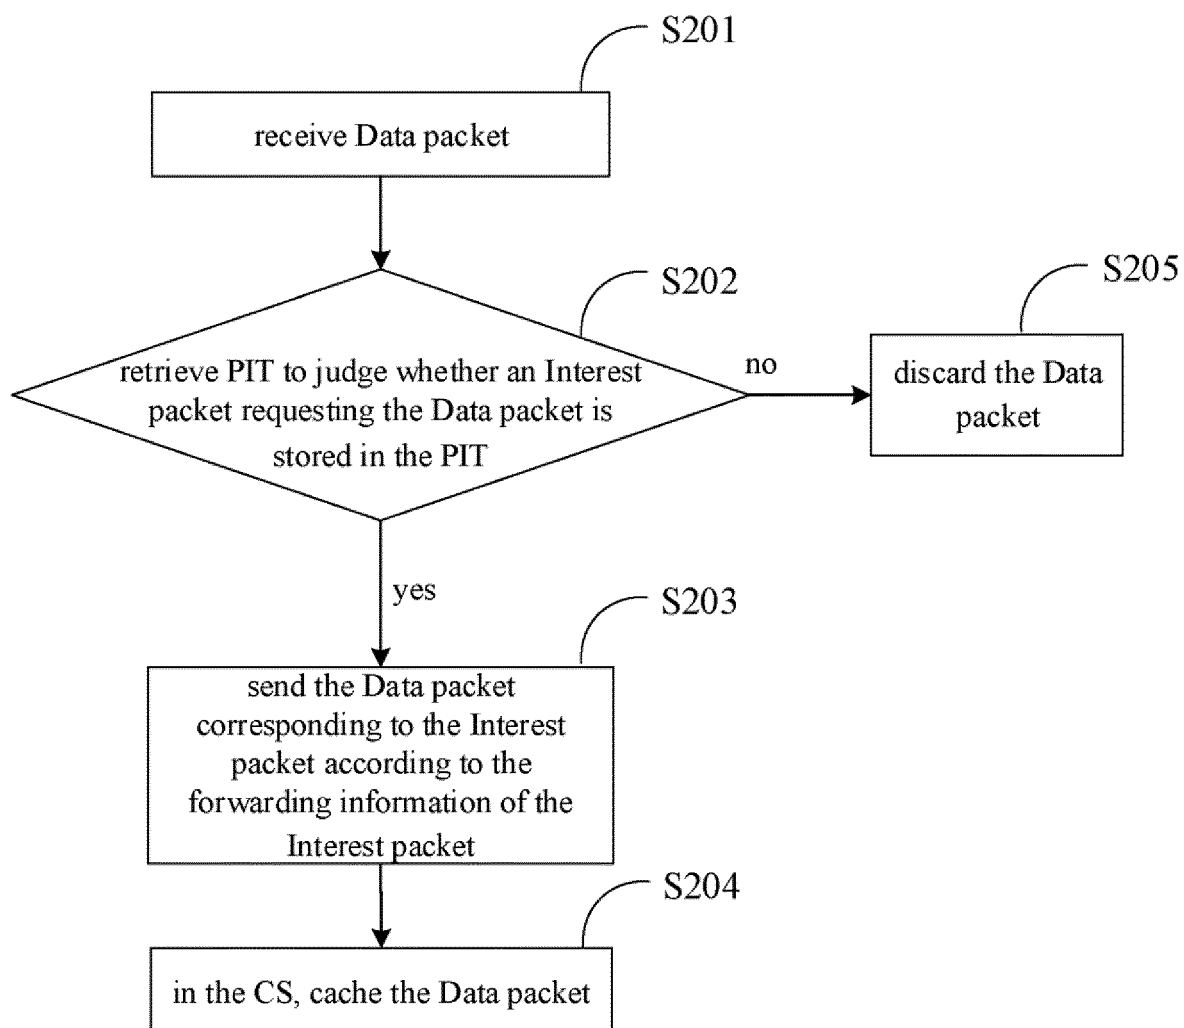 S201
receive Data packet
S202
retrieve PIT to judge whether an Interest
packet requesting the Data packet is
stored in the PIT
no
S205
discard the Data
packet
yes
S203
send the Data packet
corresponding to the Interest
packet according to the
forwarding information of the
Interest packet
S204
in the CS, cache the Data packet